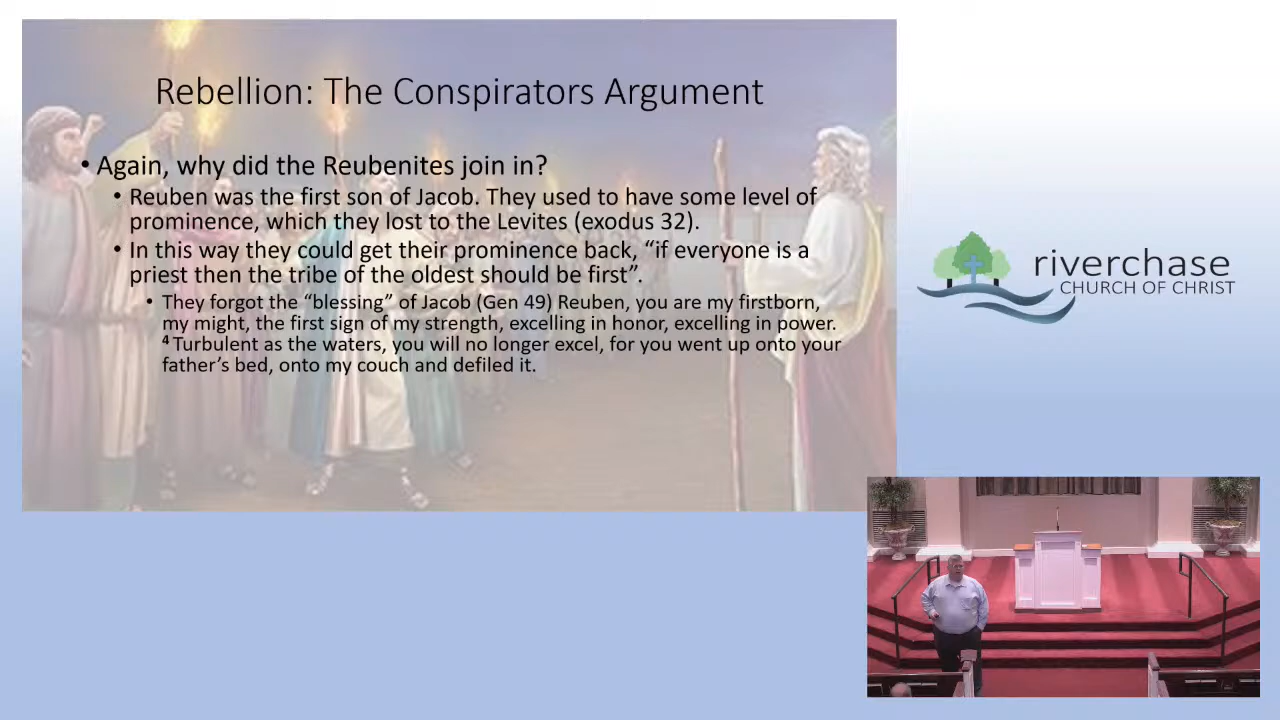 Rebellion: The Conspirators Argument
• Again, why did the Reubenites join in?
• Reuben was the first son of Jacob. They used to have some level of
prominence, which they lost to the Levites (exodus 32).
• In this way they could get their prominence back, “if everyone is a
priest then the tribe of the oldest should be first”.
• They forgot the “blessing” of Jacob (Gen 49) Reuben, you are my firstborn,
my might, the first sign of my strength, excelling in honor, excelling in power.
⁴ Turbulent as the waters, you will no longer excel, for you went up onto your
father’s bed, onto my couch and defiled it.
riverchase
CHURCH OF CHRIST